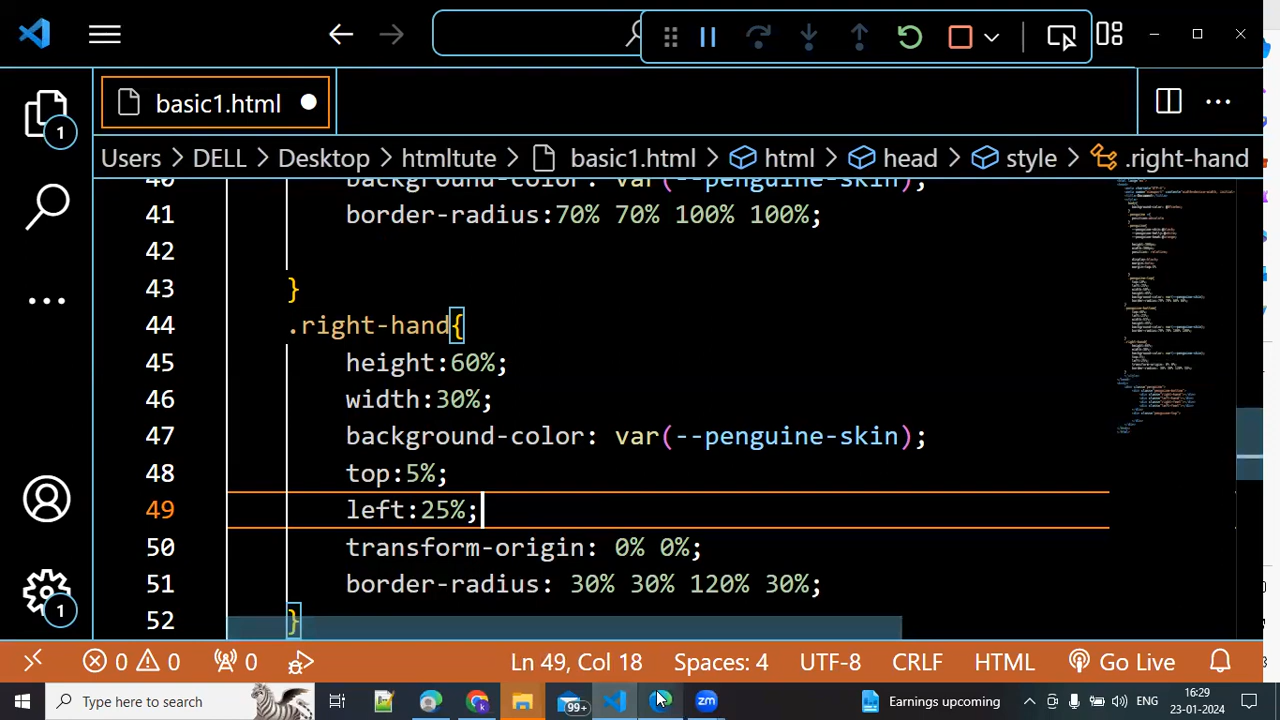 basic1.html
Users > DELL > Desktop > htmltute > basic1.html > html > head > style > .right-hand
40 background-color: var(--penguine-skin);
41 border-radius:70% 70% 100% 100%;
42
43 }
44 .right-hand{
45 height:60%;
46 width:30%;
47 background-color: var(--penguine-skin);
48 top:5%;
49 left:25%;
50 transform-origin: 0% 0%;
51 border-radius: 30% 30% 120% 30%;
52 }
1
1
0 0 0 Ln 49, Col 18 Spaces: 4 UTF-8 CRLF HTML Go Live
Type here to search 99+ zm Earnings upcoming ENG 16:29
23-01-2024